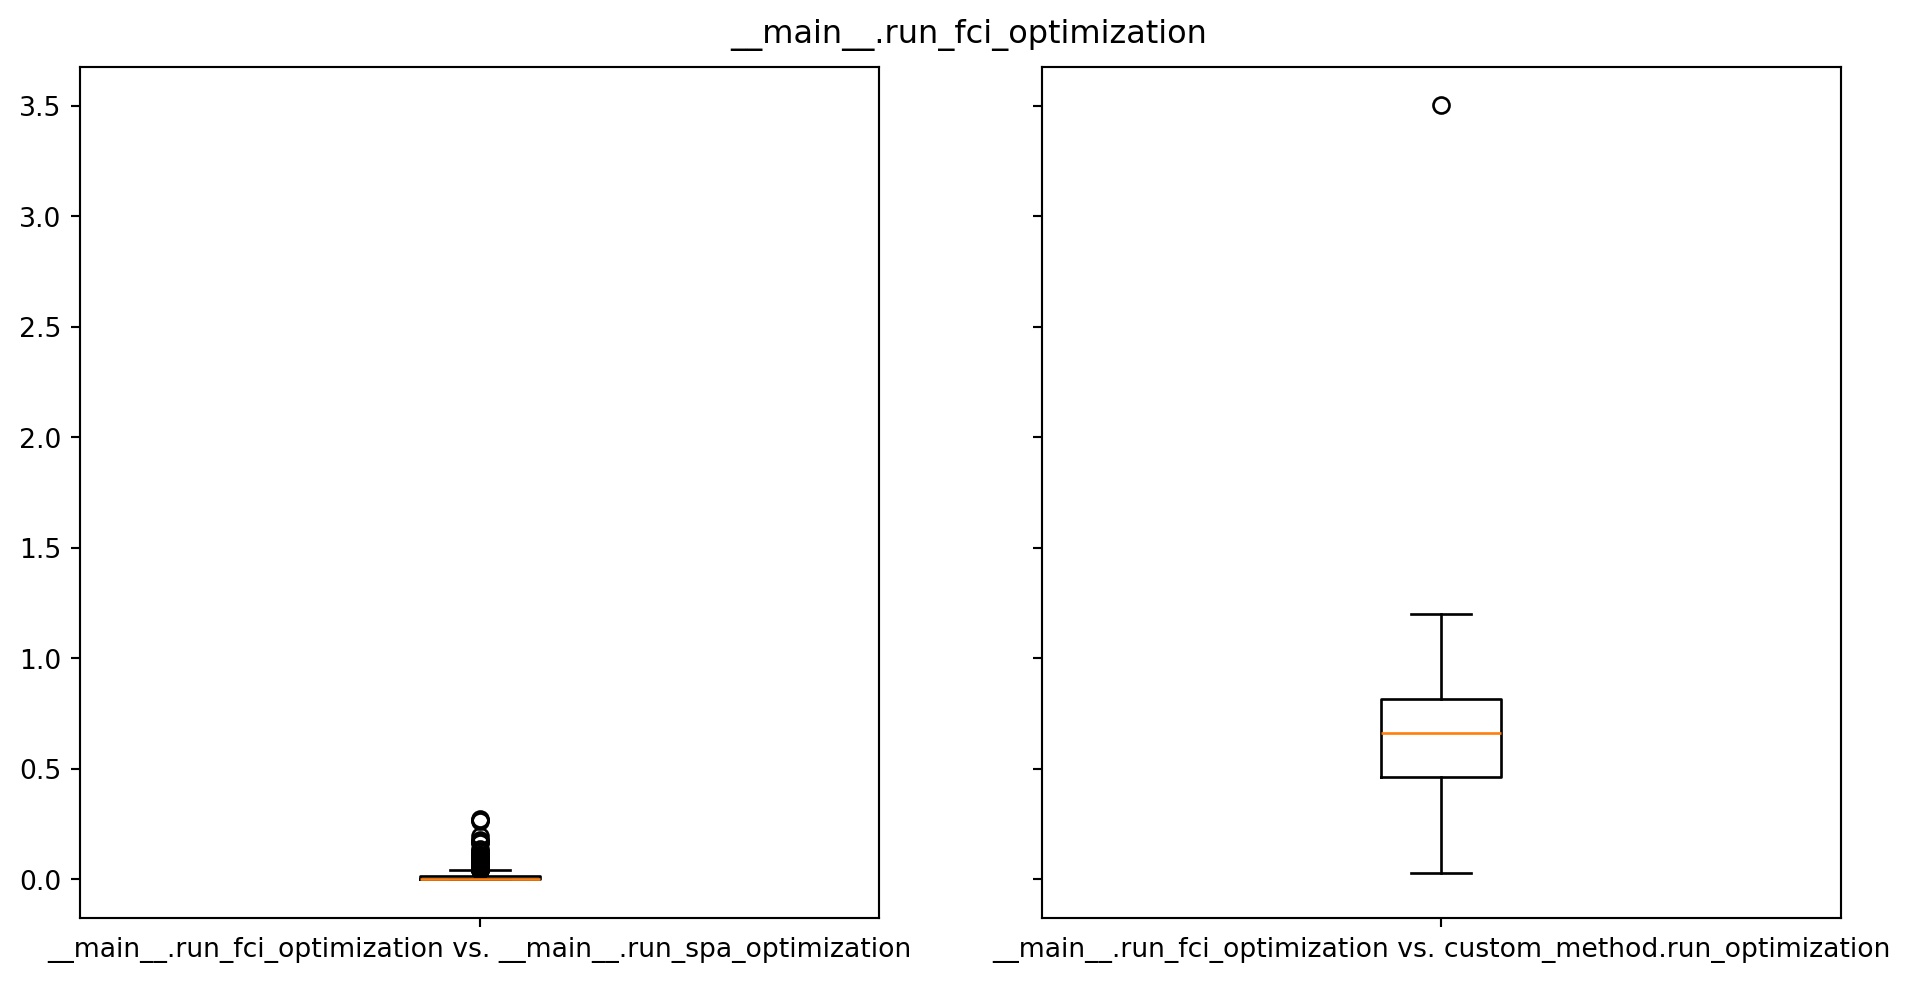 __main__.run_fci_optimization
3.5
3.0
2.5
2.0
1.5
1.0
0.5
0.0
__main__.run_fci_optimization vs. __main__.run_spa_optimization
__main__.run_fci_optimization vs. custom_method.run_optimization